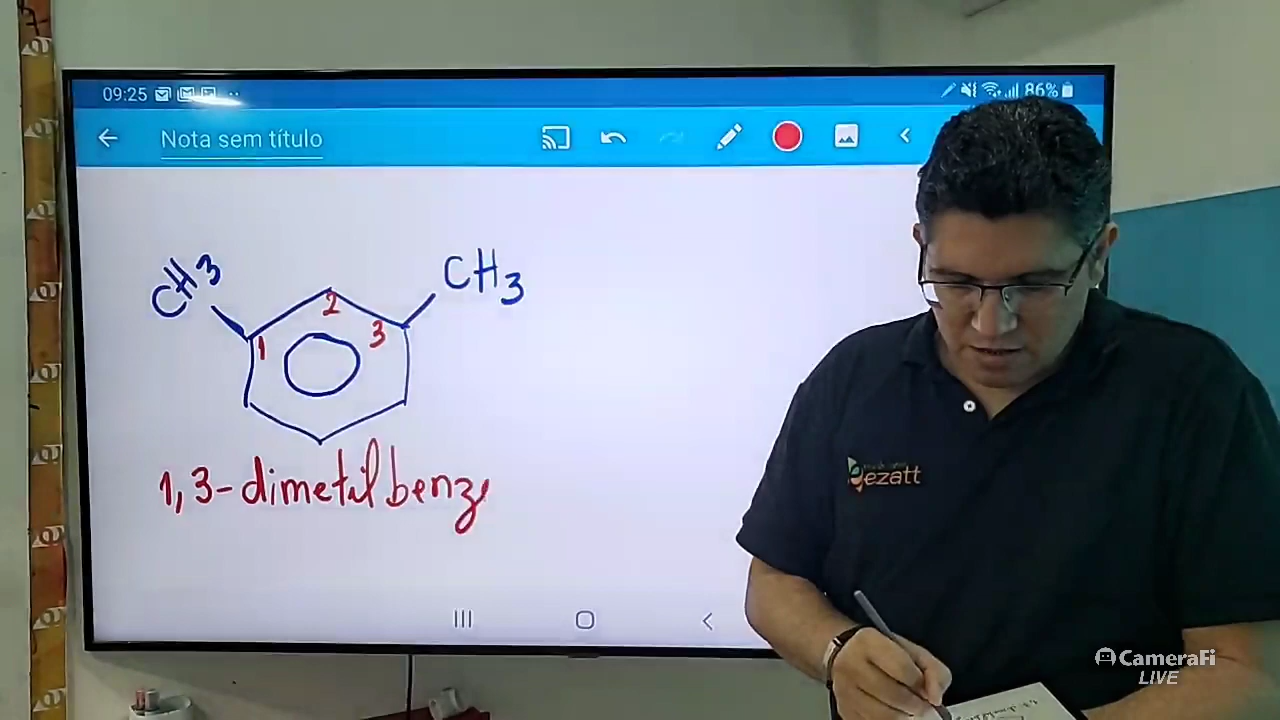 09:25
86%
Nota sem título
CH3
CH3
1
2
3
1,3-dimetilbenz
ezatt
CameraFi
LIVE